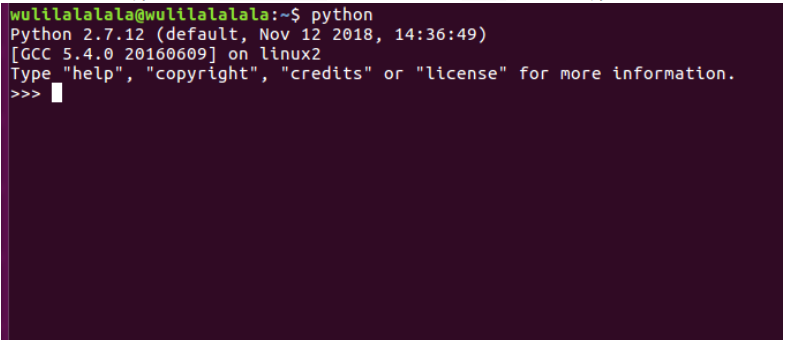 wulilalalala@wulilalalala:~$ python
Python 2.7.12 (default, Nov 12 2018, 14:36:49)
[GCC 5.4.0 20160609] on linux2
Type "help", "copyright", "credits" or "license" for more information.
>>>